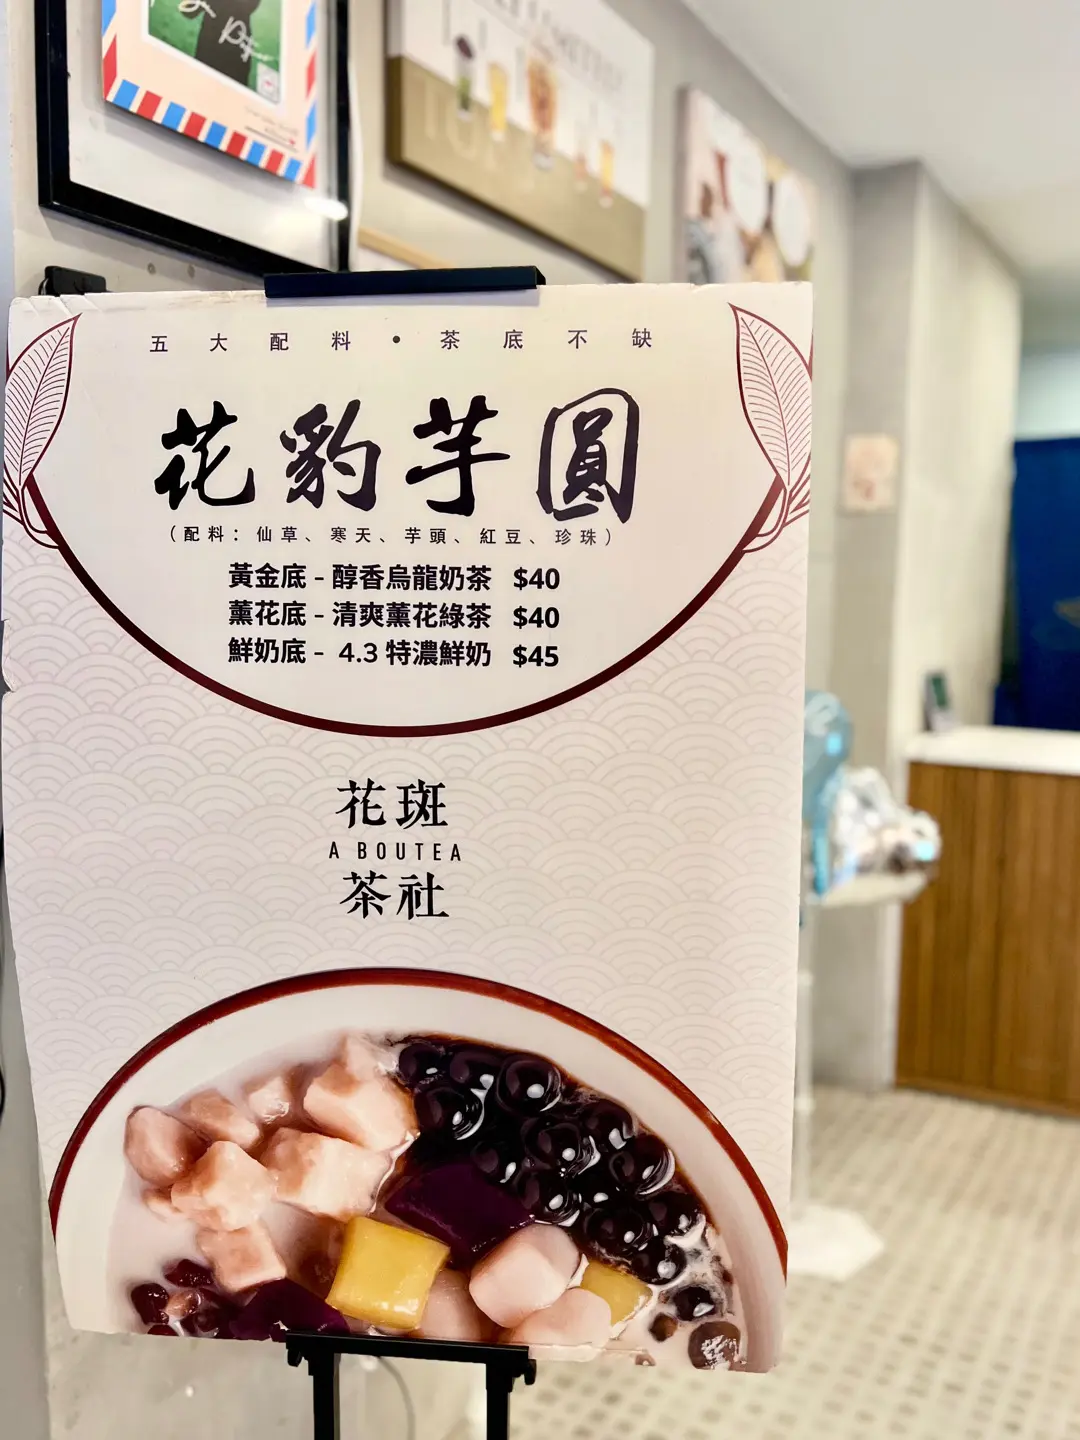 五大配料•茶底不缺
花豹芋圓
（配料：仙草、寒天、芋頭、紅豆、珍珠）
黃金底 - 醇香烏龍奶茶 $40
薰花底 - 清爽薰花綠茶 $40
鮮奶底 - 4.3 特濃鮮奶 $45
花斑
A BOUTEA
茶社